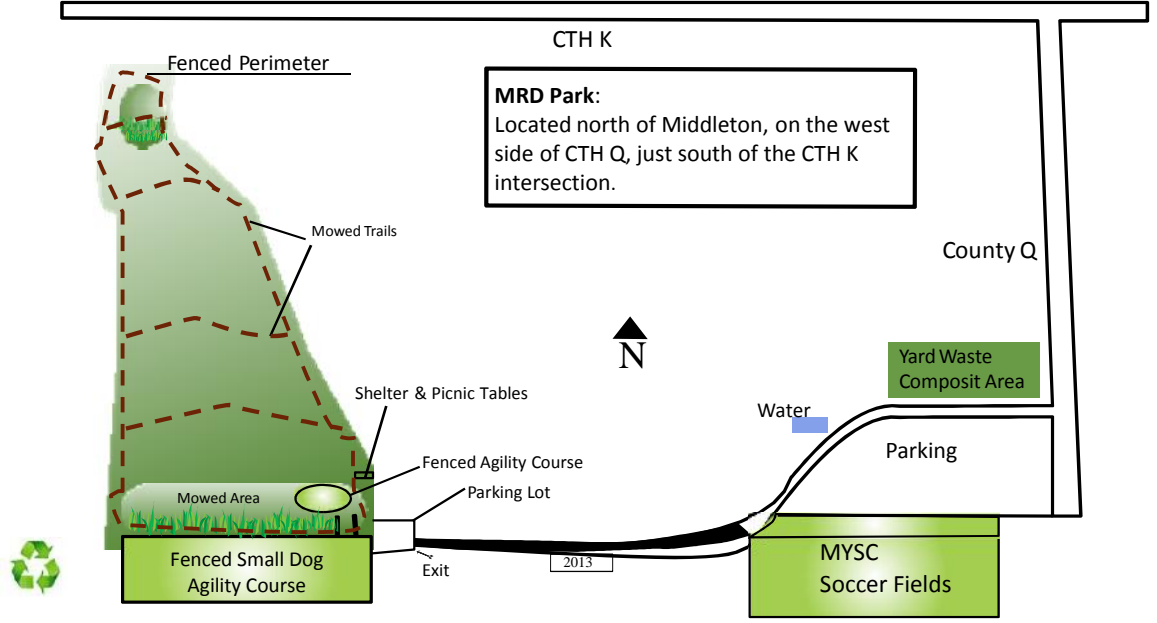 CTH K
Fenced Perimeter
MRD Park:
Located north of Middleton, on the west
side of CTH Q, just south of the CTH K
intersection.
Mowed Trails
County Q
N
Yard Waste
Composit Area
Shelter & Picnic Tables
Water
Fenced Agility Course
Parking
Mowed Area
Parking Lot
Fenced Small Dog
Agility Course
Exit
2013
MYSC
Soccer Fields